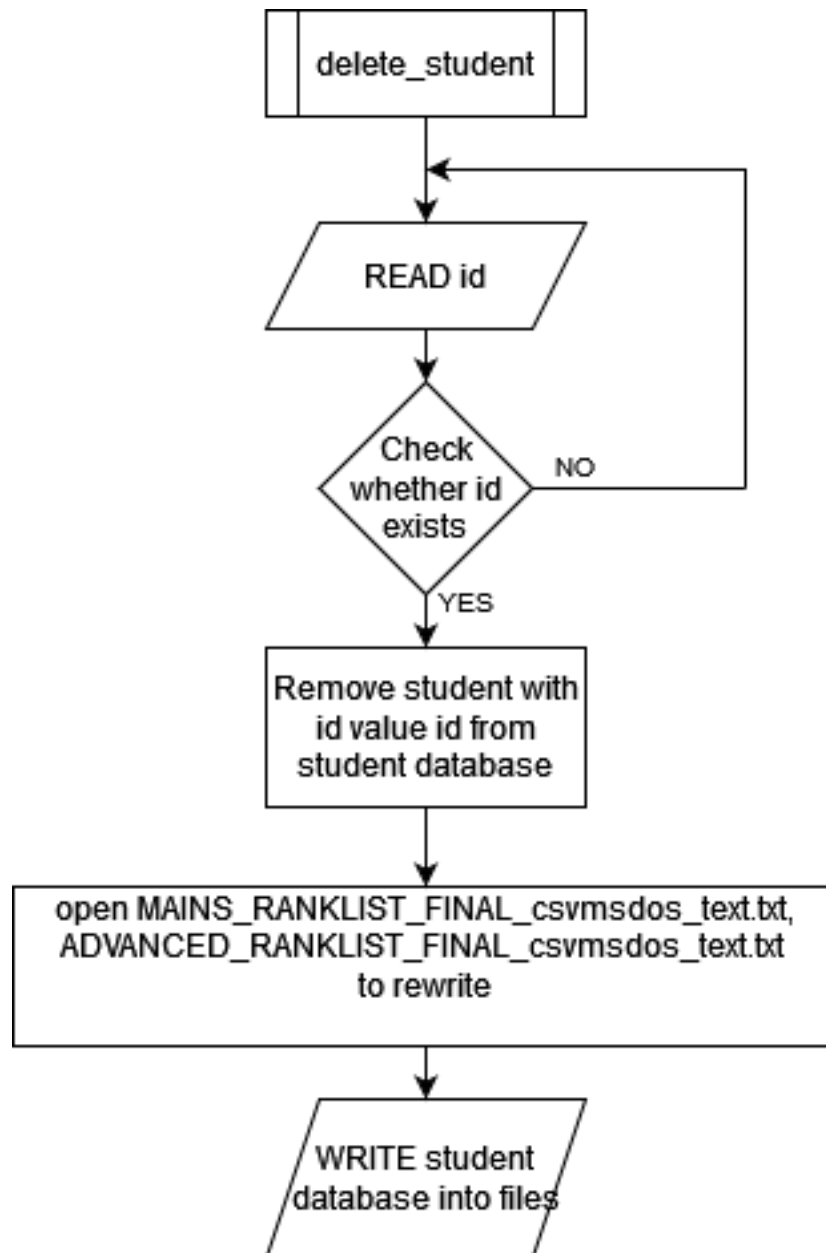 delete_student
READ id
Check
whether id
exists
NO
YES
Remove student with
id value id from
student database
open MAINS_RANKLIST_FINAL_csvmsdos_text.txt,
ADVANCED_RANKLIST_FINAL_csvmsdos_text.txt
to rewrite
WRITE student
database into files